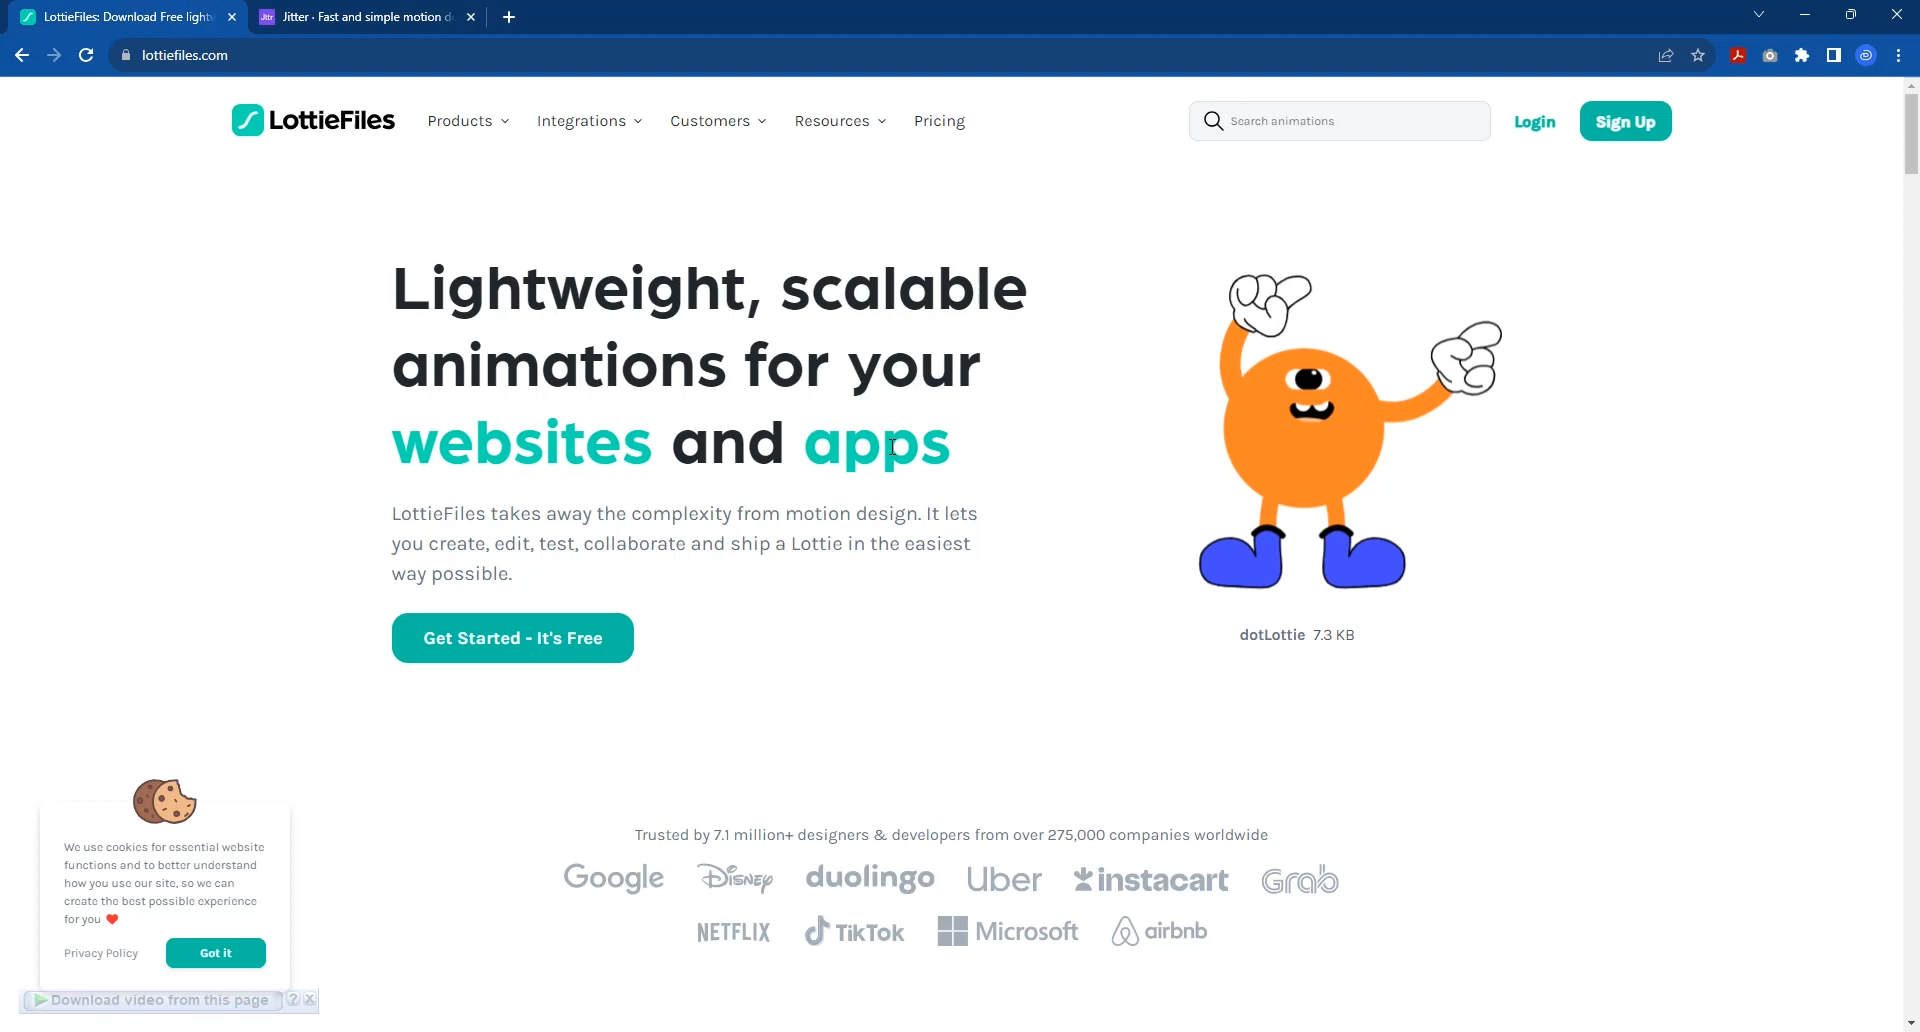 LottieFiles: Download Free light
Jitter · Fast and simple motion d
lottiefiles.com
LottieFiles
Products
Integrations
Customers
Resources
Pricing
Search animations
Login
Sign Up
Lightweight, scalable
animations for your
websites and apps
LottieFiles takes away the complexity from motion design. It lets
you create, edit, test, collaborate and ship a Lottie in the easiest
way possible.
Get Started - It's Free
dotLottie 7.3 KB
Trusted by 7.1 million+ designers & developers from over 275,000 companies worldwide
Google Disney duolingo Uber instacart Grab
NETFLIX TikTok Microsoft airbnb
We use cookies for essential website
functions and to better understand
how you use our site, so we can
create the best possible experience
for you
Privacy Policy
Got it
Download video from this page ? X